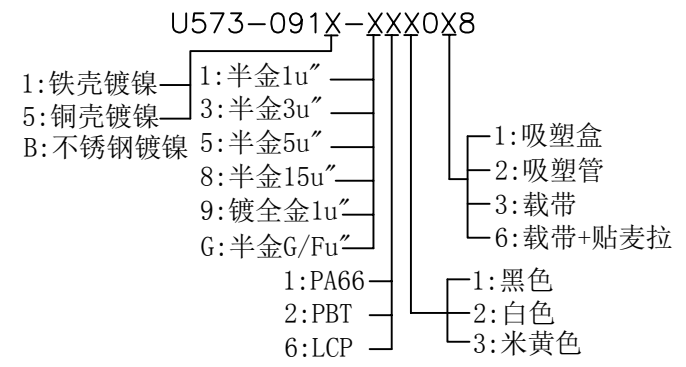 U573-091X-XXX0X8
1:铁壳镀镍
5:铜壳镀镍
B:不锈钢镀镍
1:半金1u"
3:半金3u"
5:半金5u"
8:半金15u"
9:镀全金1u"
G:半金G/Fu"
1:PA66
2:PBT
6:LCP
1:吸塑盒
2:吸塑管
3:载带
6:载带+贴麦拉
1:黑色
2:白色
3:米黄色